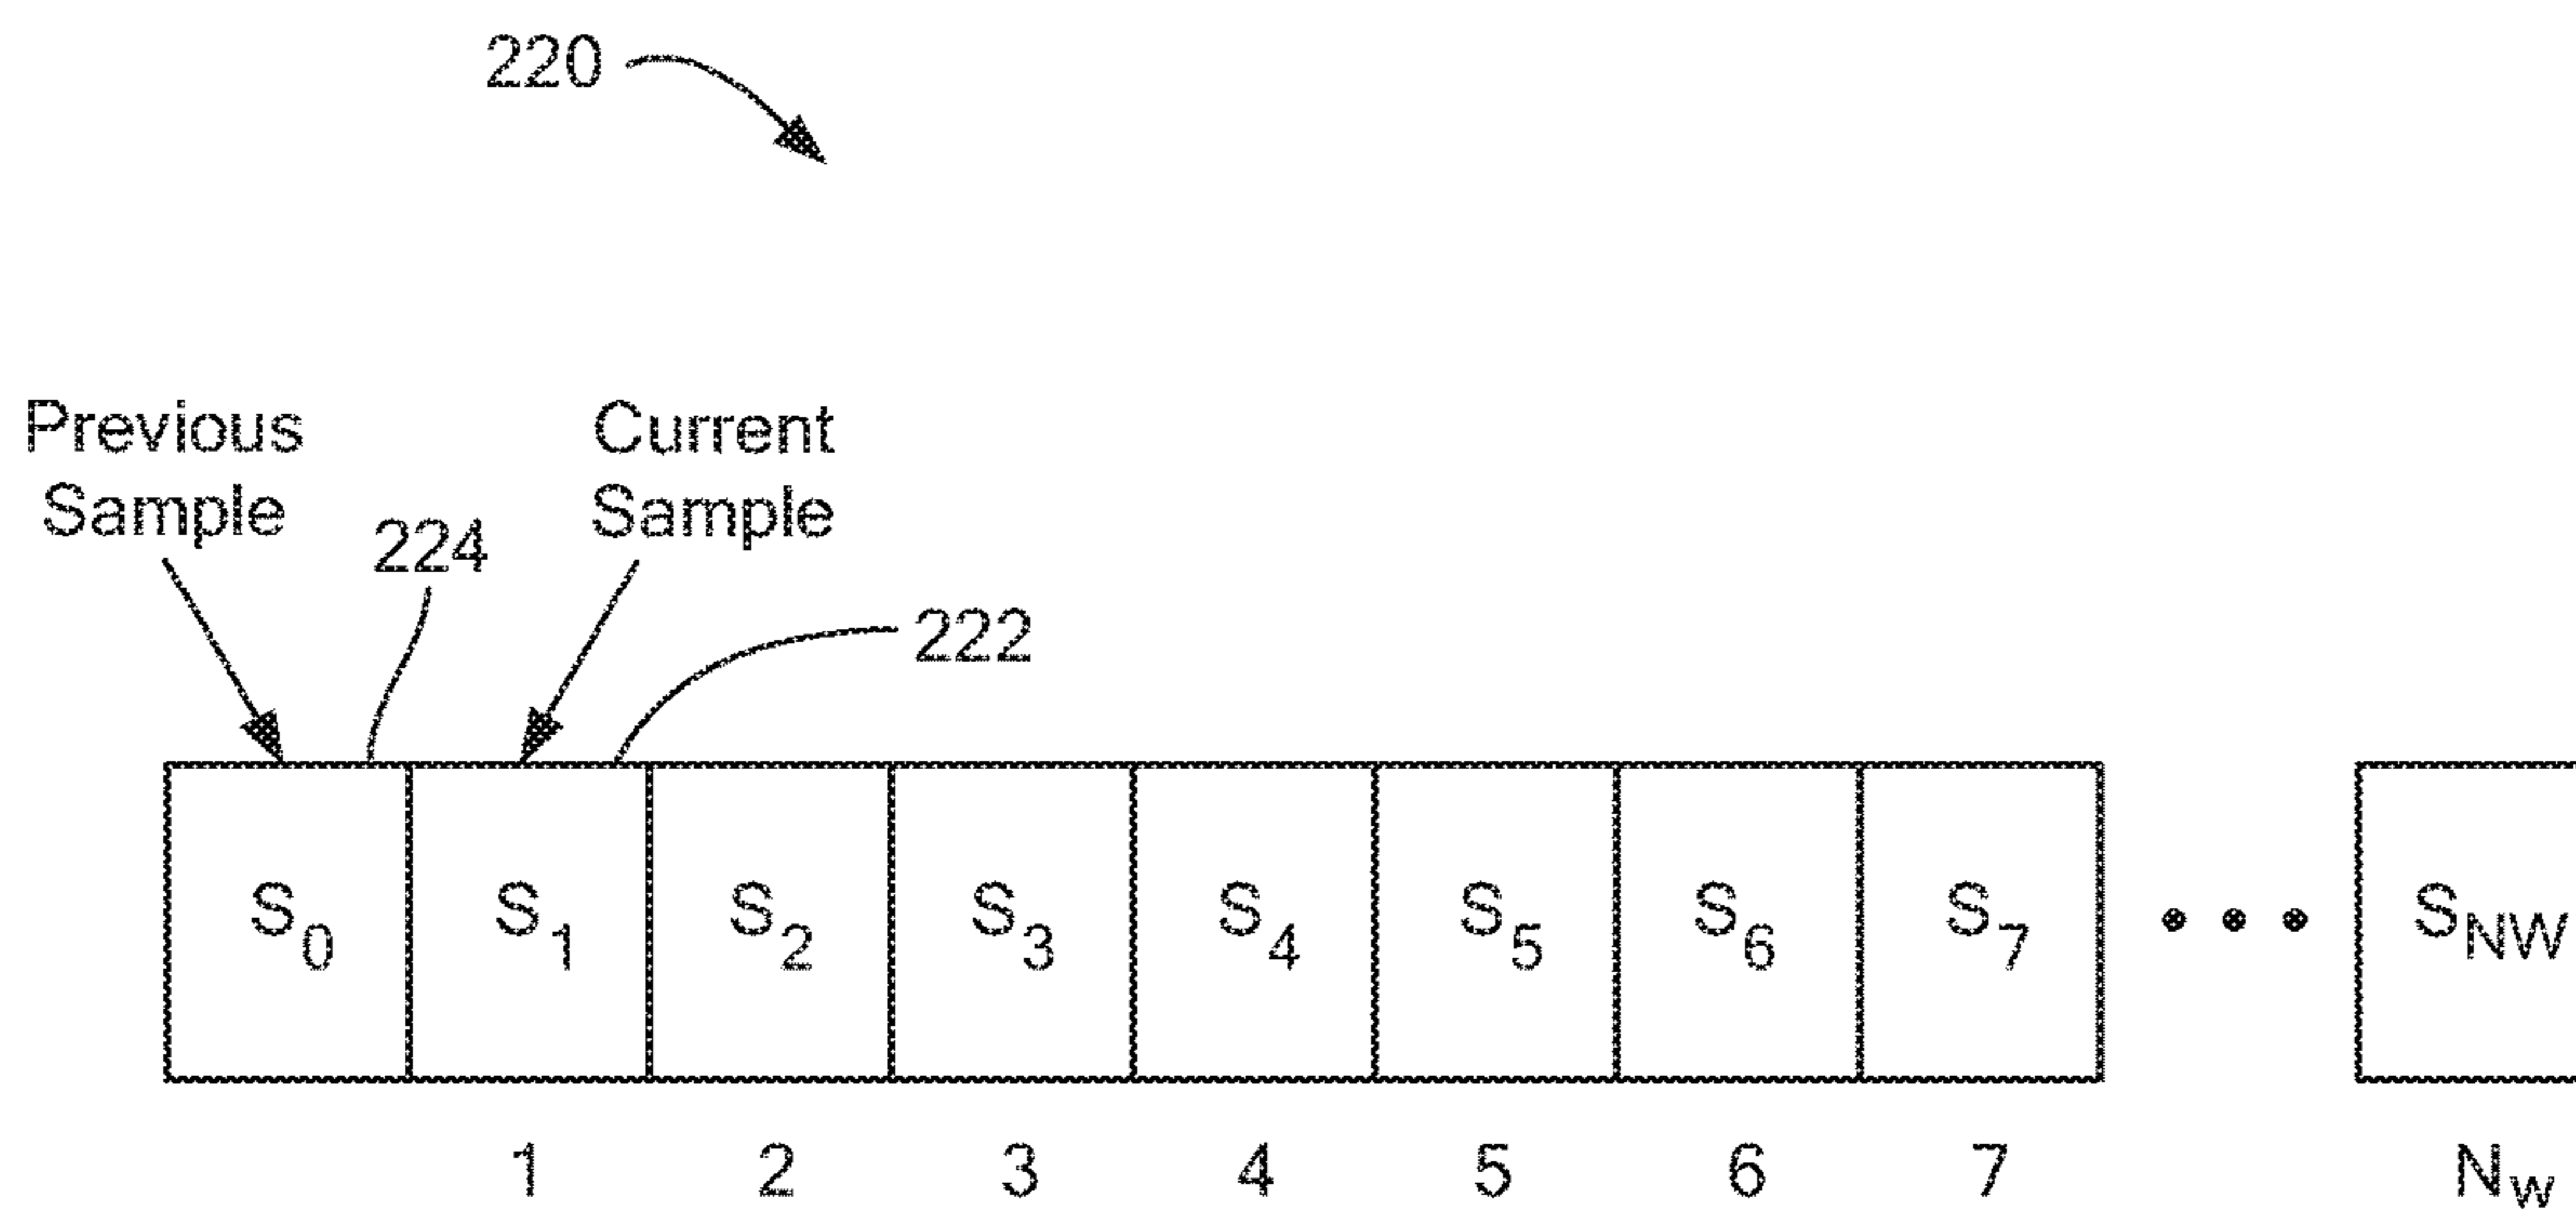 220
Previous
Sample
Current
Sample
224
222
S0 S1 S2 S3 S4 S5 S6 S7 • • • SNW
1 2 3 4 5 6 7 Nw